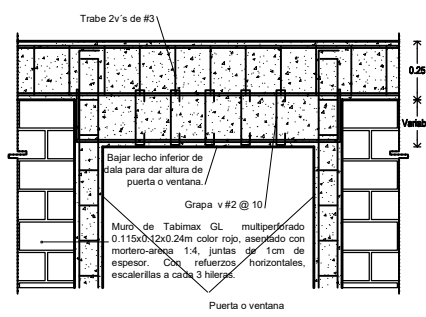 Trabe 2v´s de #3
0.25
Variab
Bajar lecho inferior de
dala para dar altura de
puerta o ventana.
Grapa v #2 @ 10
Muro de Tabimax GL multiperforado
0.115x0.12x0.24m color rojo, asentado con
mortero-arena 1:4, juntas de 1cm de
espesor. Con refuerzos horizontales,
escalerillas a cada 3 hileras.
Puerta o ventana